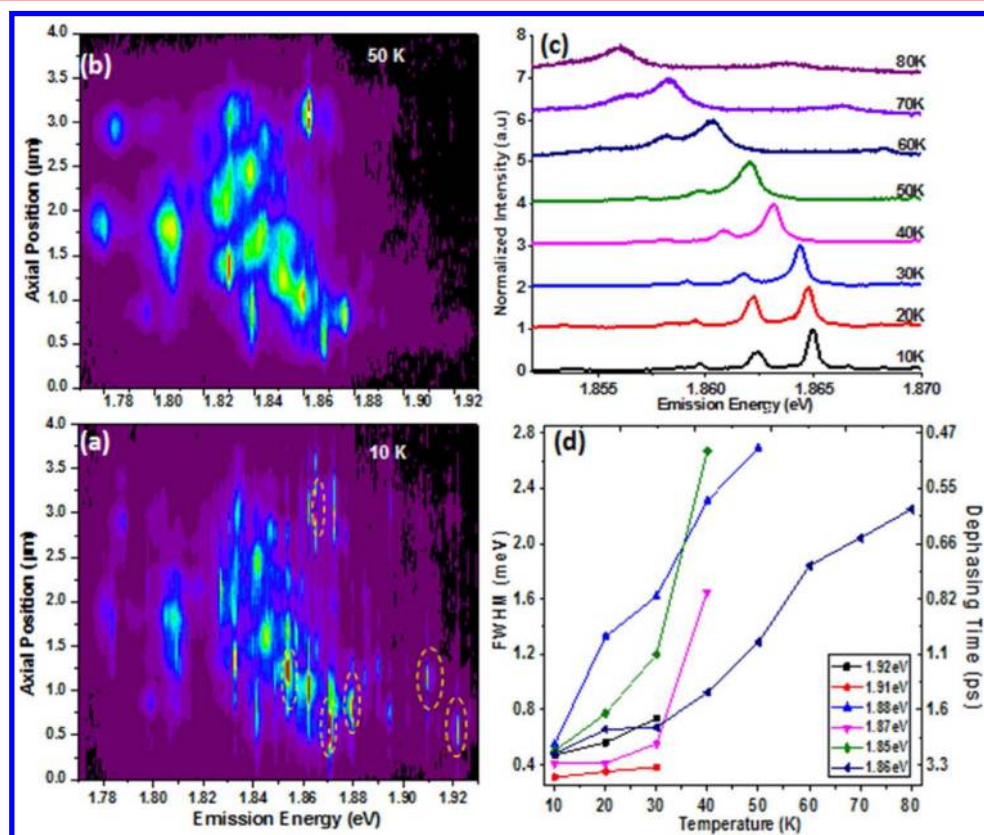 (b)
50 K
Axial Position (µm)
4.0
3.5
3.0
2.5
2.0
1.5
1.0
0.5
0.0
1.78 1.80 1.82 1.84 1.86 1.88 1.90 1.92
(c)
Normalized Intensity (a.u)
8
7
6
5
4
3
2
1
0
80K
70K
60K
50K
40K
30K
20K
10K
1.855 1.860 1.865 1.870
Emission Energy (eV)
(a)
10 K
Axial Position (µm)
4.0
3.5
3.0
2.5
2.0
1.5
1.0
0.5
0.0
1.78 1.80 1.82 1.84 1.86 1.88 1.90 1.92
Emission Energy (eV)
(d)
FWHM (meV)
2.8
2.4
2.0
1.6
1.2
0.8
0.4
0.47
0.55
0.66
0.82
1.1
1.6
3.3
Dephasing Time (ps)
1.92eV
1.91eV
1.88eV
1.87eV
1.85eV
1.86eV
10 20 30 40 50 60 70 80
Temperature (K)